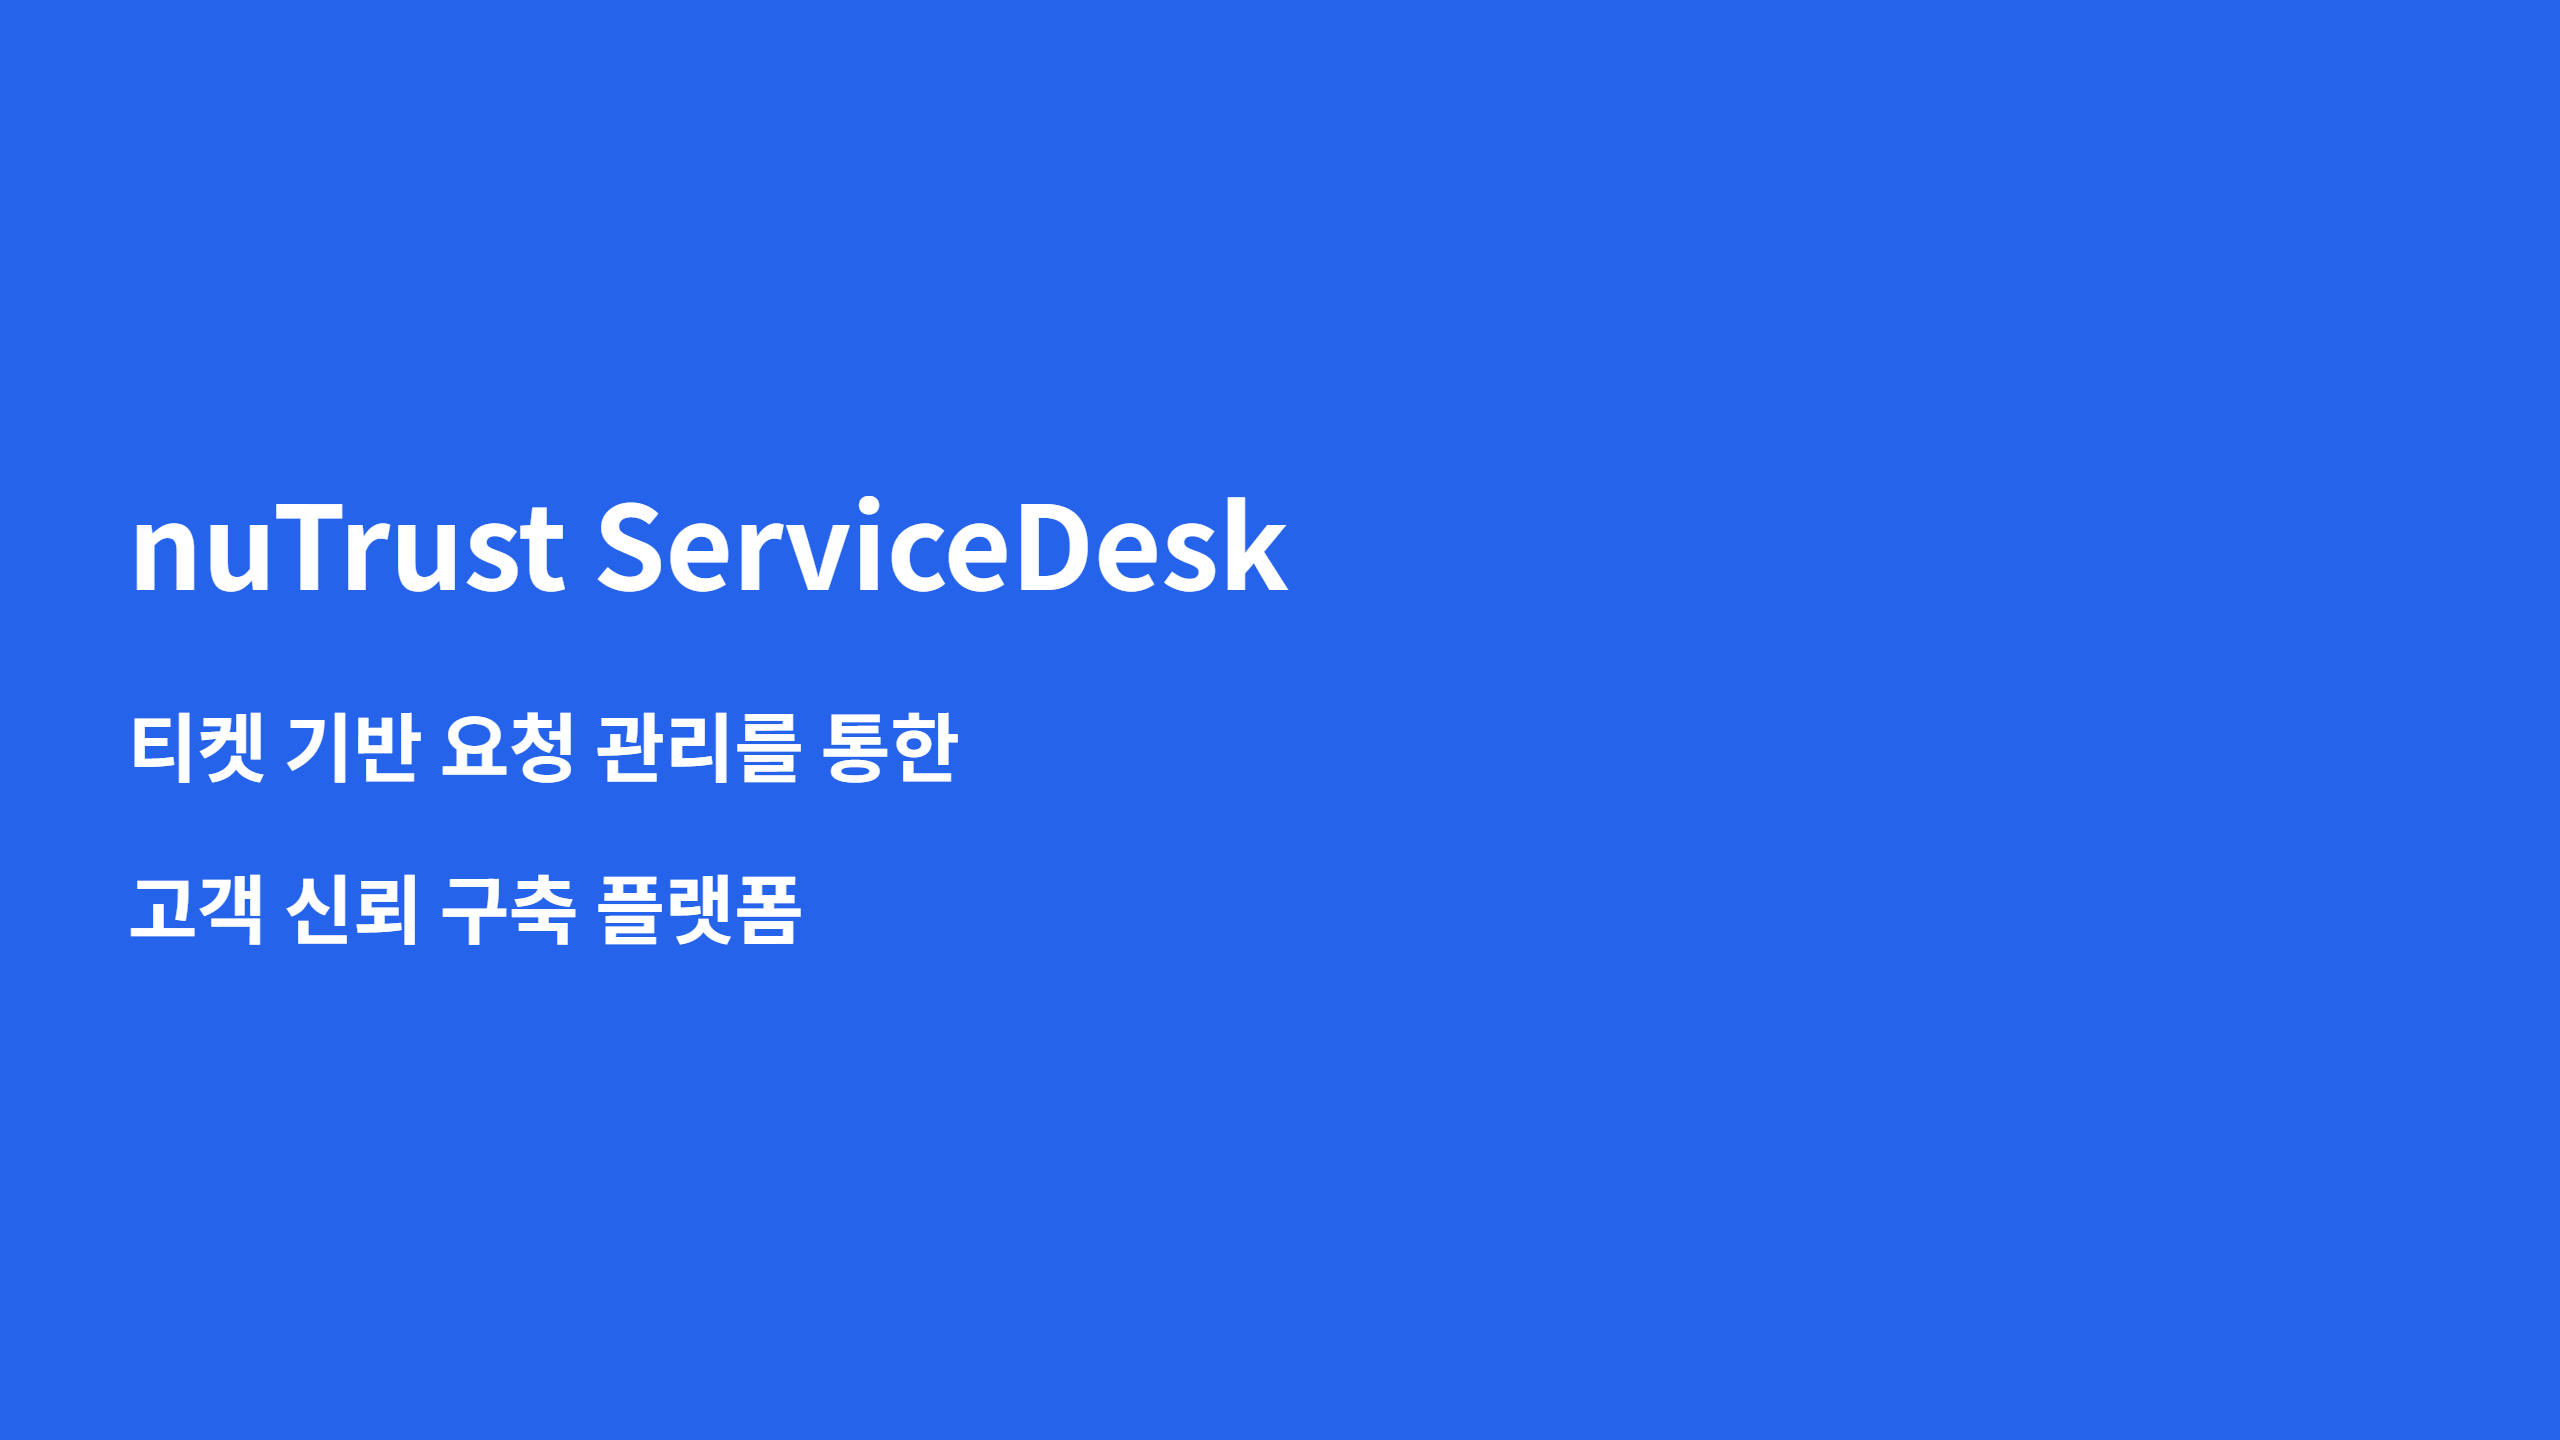 nuTrust ServiceDesk
티켓 기반 요청 관리를 통한
고객 신뢰 구축 플랫폼